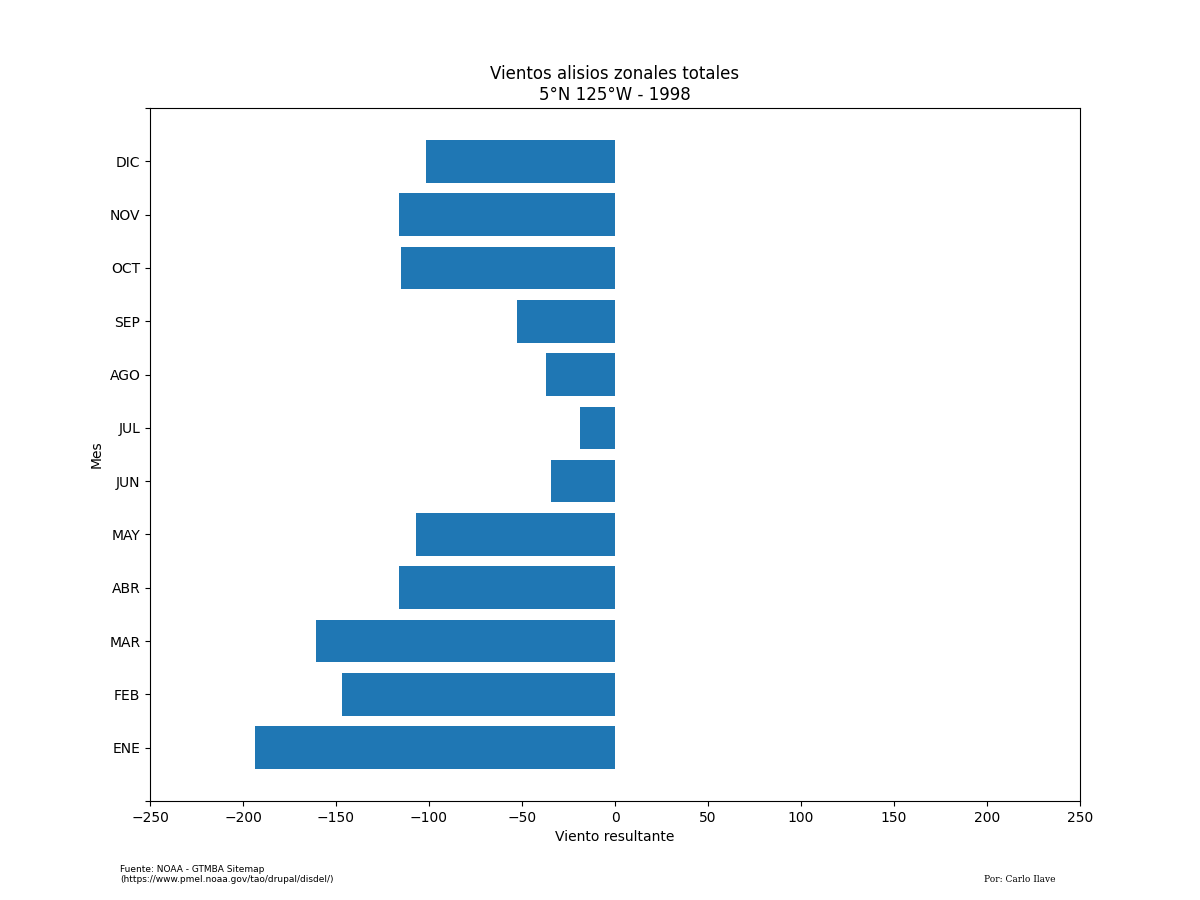 Vientos alisios zonales totales
5°N 125°W - 1998
DIC
NOV
OCT
SEP
AGO
JUL
JUN
MAY
ABR
MAR
FEB
ENE
Mes
−250 −200 −150 −100 −50 0 50 100 150 200 250
Viento resultante
Fuente: NOAA - GTMBA Sitemap
(https://www.pmel.noaa.gov/tao/drupal/disdel/)
Por: Carlo Ilave